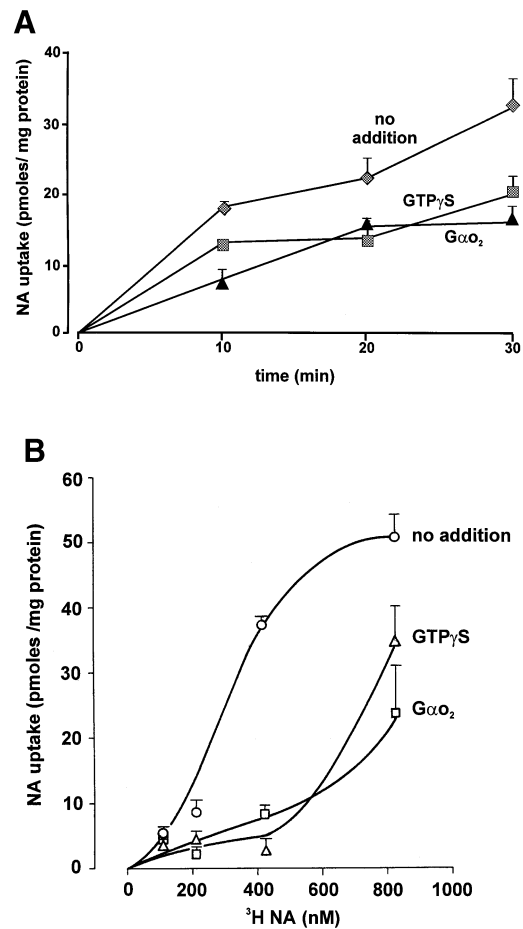 A
NA uptake (pmoles/ mg protein)
40
30
20
10
0
no
addition
GTPγS
Gαo₂
0 10 20 30
time (min)
B
NA uptake (pmoles /mg protein)
60
50
40
30
20
10
0
no addition
GTPγS
Gαo₂
0 200 400 600 800 1000
³H NA (nM)